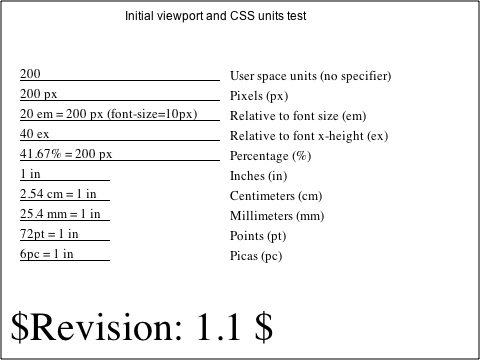 Initial viewport and CSS units test
200 User space units (no specifier)
200 px Pixels (px)
20 em = 200 px (font-size=10px) Relative to font size (em)
40 ex Relative to font x-height (ex)
41.67% = 200 px Percentage (%)
1 in Inches (in)
2.54 cm = 1 in Centimeters (cm)
25.4 mm = 1 in Millimeters (mm)
72pt = 1 in Points (pt)
6pc = 1 in Picas (pc)
$Revision: 1.1 $